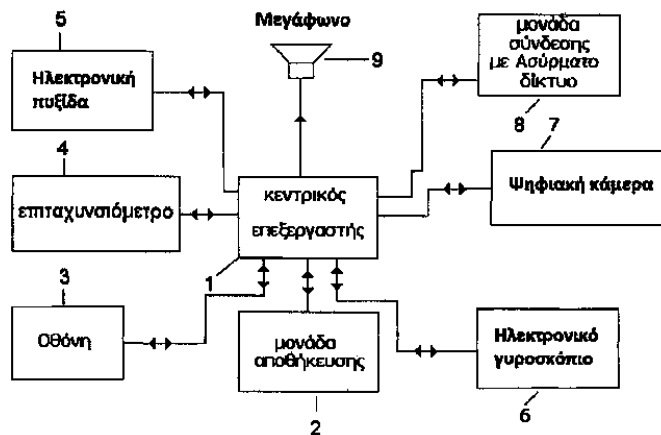 5
Μεγάφωνο
9
μονάδα
σύνδεσης
με Ασύρματο
δίκτυο
8
Ηλεκτρονική
πυξίδα
7
4
Ψηφιακή κάμερα
επιταχυνσιόμετρο
κεντρικός
επεξεργαστής
1
3
Οθόνη
μονάδα
αποθήκευσης
2
Ηλεκτρονικό
γυροσκόπιο
6